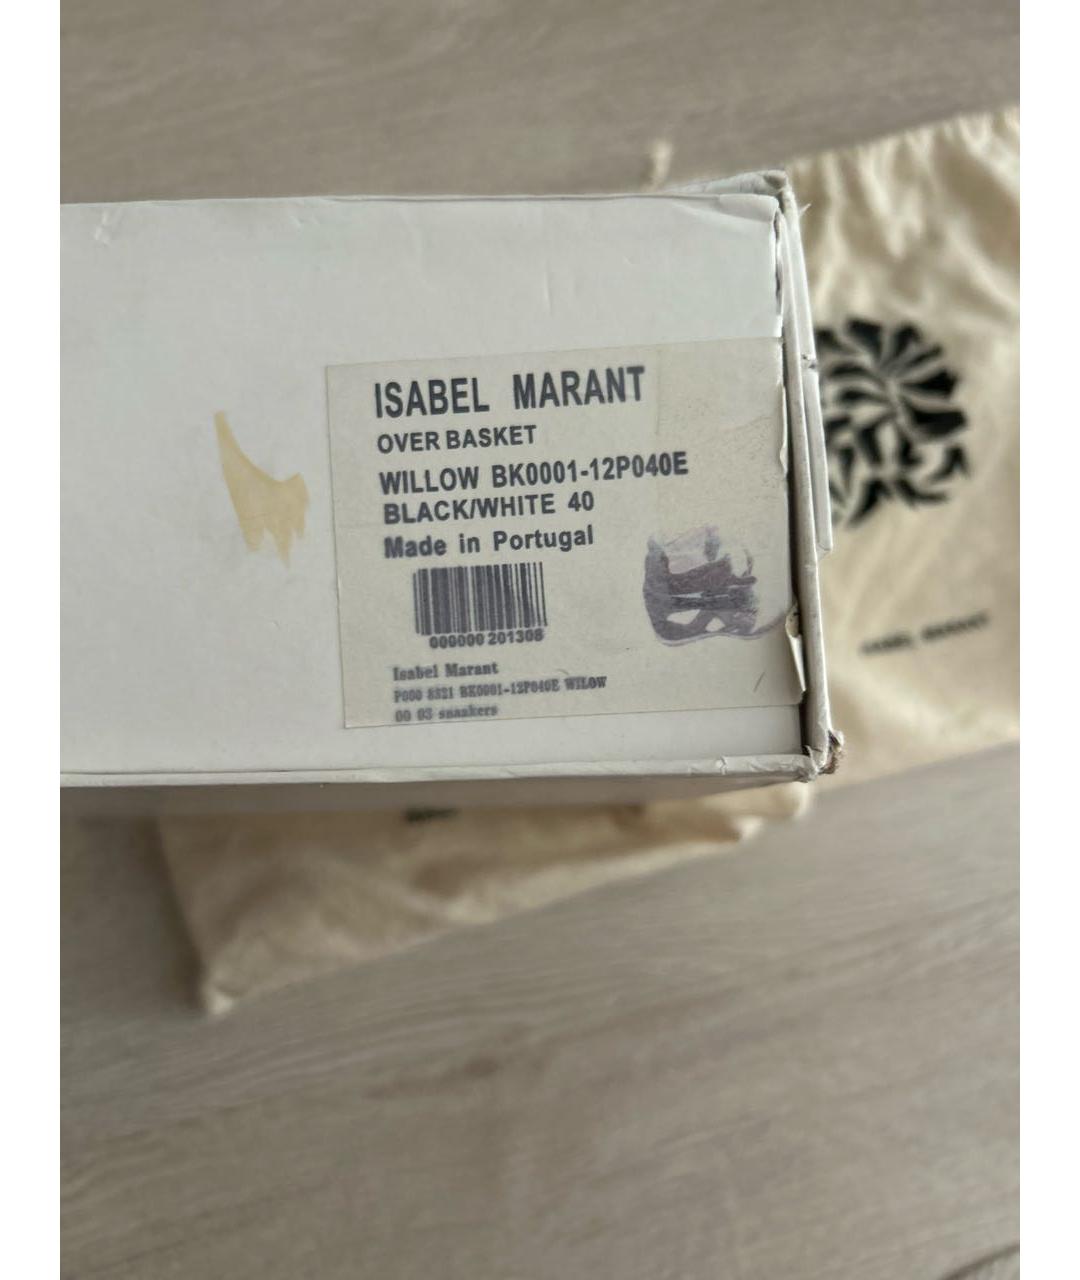 ISABEL MARANT
OVER BASKET
WILLOW BK0001-12P040E
BLACK/WHITE 40
Made in Portugal
000000 201308
Isabel Marant
P000 8321 BK0001-12P040E WILOW
00 03 snaakers
ISABEL MARANT